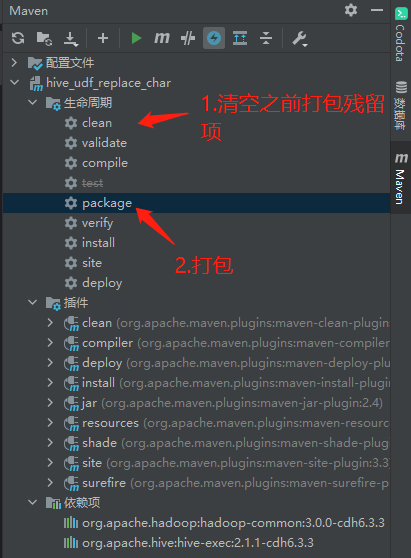 Maven
配置文件
hive_udf_replace_char
生命周期
clean
1.清空之前打包残留
项
validate
compile
test
package
verify
install
2.打包
site
deploy
插件
clean (org.apache.maven.plugins:maven-clean-plugin
compiler (org.apache.maven.plugins:maven-compiler
deploy (org.apache.maven.plugins:maven-deploy-plu
install (org.apache.maven.plugins:maven-install-plugin
jar (org.apache.maven.plugins:maven-jar-plugin:2.4)
resources (org.apache.maven.plugins:maven-resourc
shade (org.apache.maven.plugins:maven-shade-plug
site (org.apache.maven.plugins:maven-site-plugin:3.3
surefire (org.apache.maven.plugins:maven-surefire-p
依赖项
org.apache.hadoop:hadoop-common:3.0.0-cdh6.3.3
org.apache.hive:hive-exec:2.1.1-cdh6.3.3
Codota
数据库
m Maven